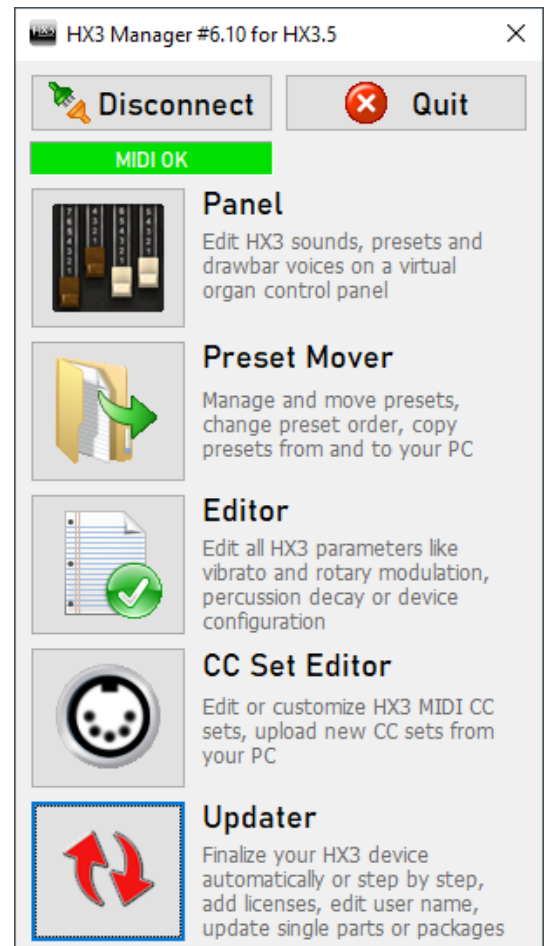 HX3 Manager #6.10 for HX3.5
Disconnect
Quit
MIDI OK
Panel
Edit HX3 sounds, presets and
drawbar voices on a virtual
organ control panel
Preset Mover
Manage and move presets,
change preset order, copy
presets from and to your PC
Editor
Edit all HX3 parameters like
vibrato and rotary modulation,
percussion decay or device
configuration
CC Set Editor
Edit or customize HX3 MIDI CC
sets, upload new CC sets from
your PC
Updater
Finalize your HX3 device
automatically or step by step,
add licenses, edit user name,
update single parts or packages